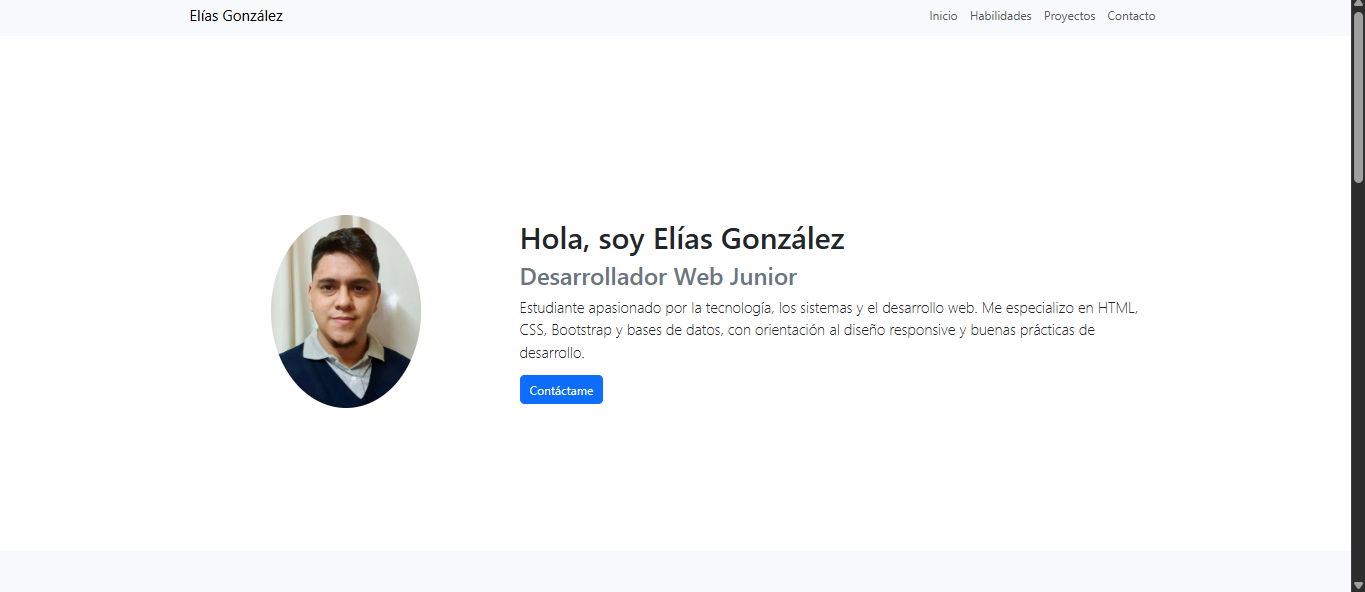 Elías González
Inicio Habilidades Proyectos Contacto
Hola, soy Elías González
Desarrollador Web Junior
Estudiante apasionado por la tecnología, los sistemas y el desarrollo web. Me especializo en HTML,
CSS, Bootstrap y bases de datos, con orientación al diseño responsive y buenas prácticas de
desarrollo.
Contáctame